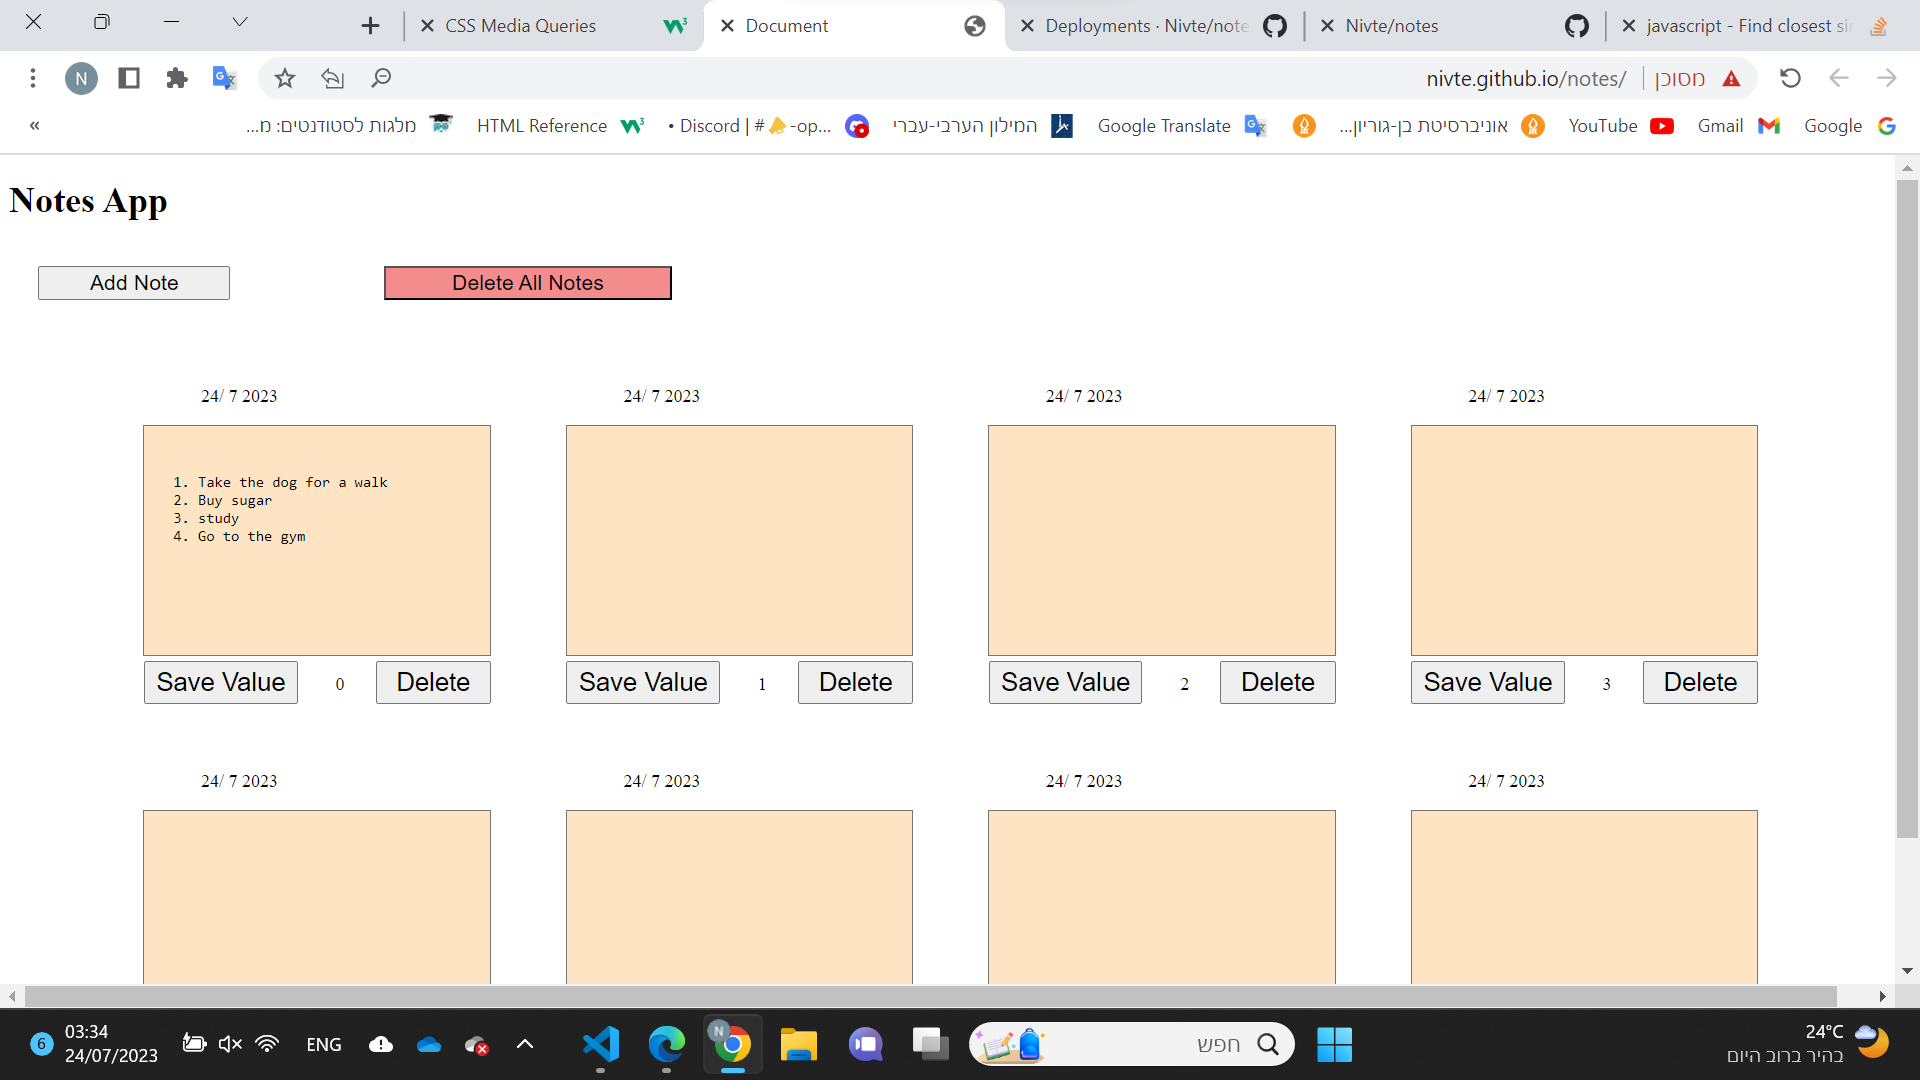 CSS Media Queries
Document
Deployments · Nivte/note
Nivte/notes
javascript - Find closest si
N
nivte.github.io/notes/
מסוכן
»
מלגות לסטודנטים: מ...
HTML Reference
• Discord | #📣-op...
המילון הערבי-עברי
Google Translate
אוניברסיטת בן-גוריון...
YouTube
Gmail
Google
Notes App
Add Note
Delete All Notes
24/ 7 2023
24/ 7 2023
24/ 7 2023
24/ 7 2023
1. Take the dog for a walk
2. Buy sugar
3. study
4. Go to the gym
Save Value 0 Delete
Save Value 1 Delete
Save Value 2 Delete
Save Value 3 Delete
24/ 7 2023
24/ 7 2023
24/ 7 2023
24/ 7 2023
6
03:34
24/07/2023
ENG
N
חפש
24°C
בהיר ברוב היום